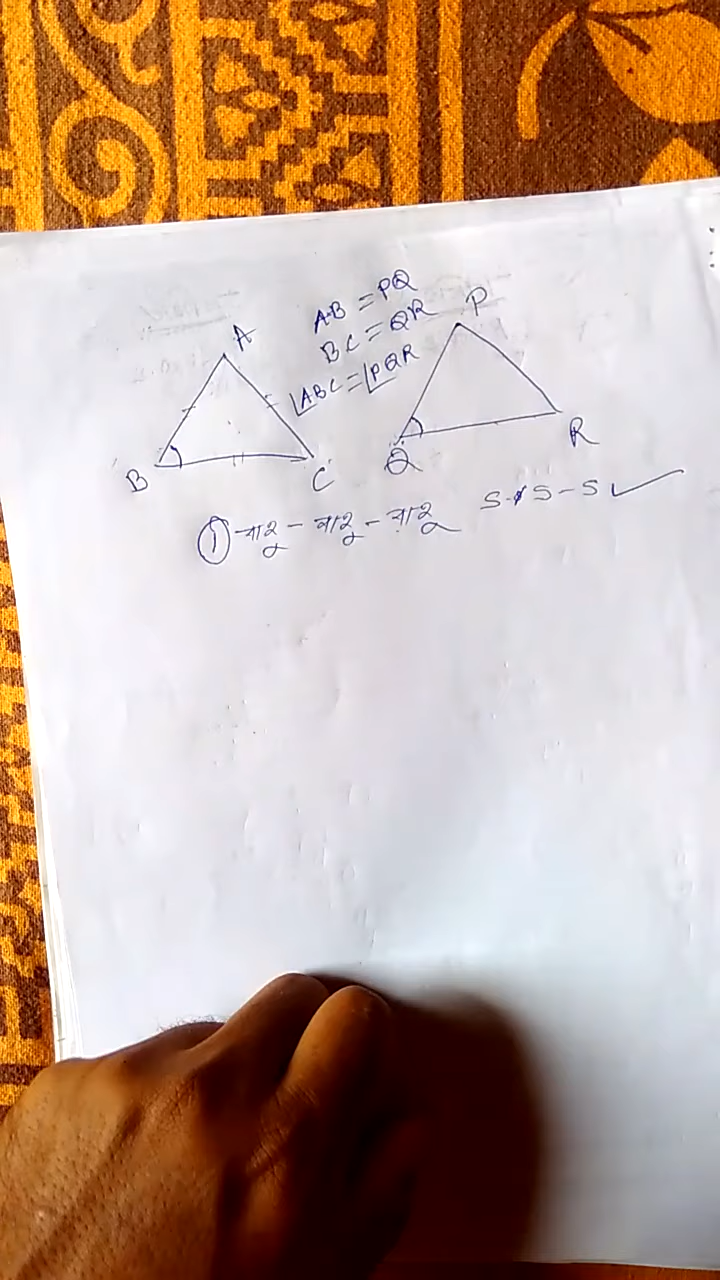 A
AB = PQ
BC = QR
∠ABC = ∠PQR
P
B
C
Q
R
① বাহু - বাহু - বাহু S-S-S ✓